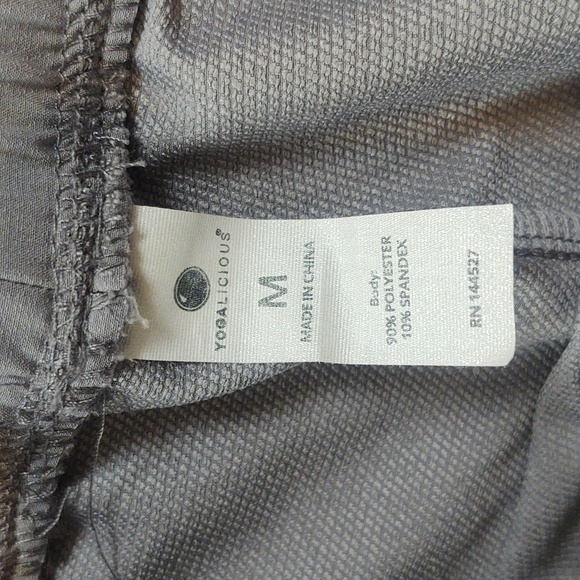 YOGALICIOUS®
M
MADE IN CHINA
Body:
90% POLYESTER
10% SPANDEX
RN 144527